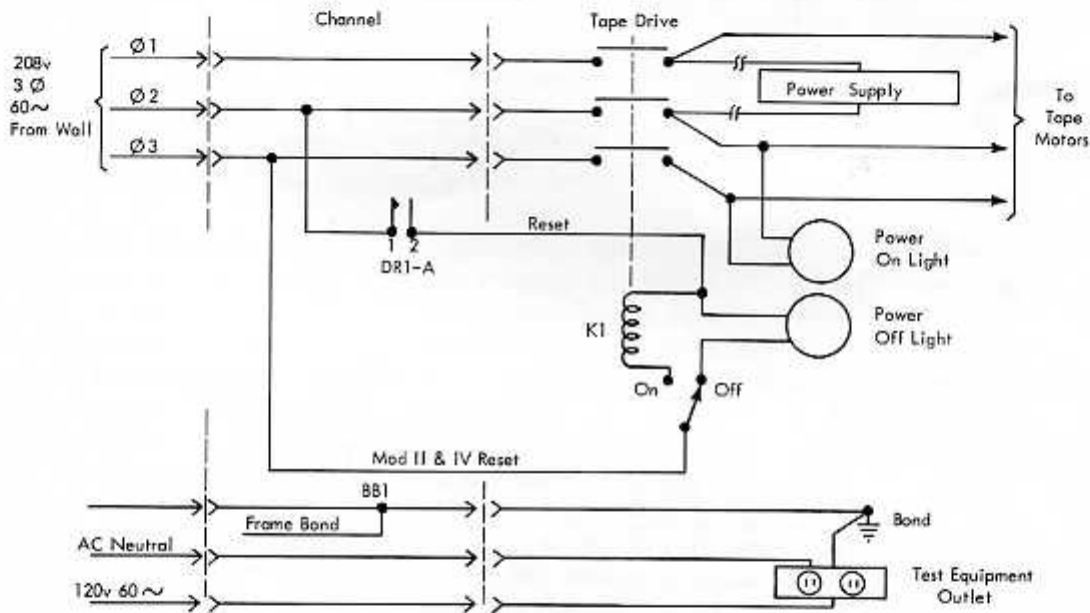 Channel
Tape Drive
208v
3 Ø
60~
From Wall
Ø1
Ø2
Ø3
Power Supply
To
Tape
Motors
1 2
DR1-A
Reset
Power
On Light
K1
Power
Off Light
On
Off
Mod II & IV Reset
BB1
Frame Bond
Bond
AC Neutral
120v 60~
Test Equipment
Outlet